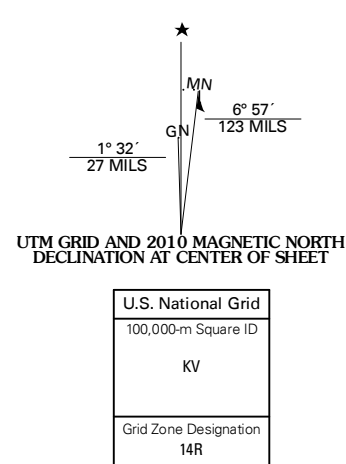 MN
GN
6° 57´
123 MILS
1° 32´
27 MILS
UTM GRID AND 2010 MAGNETIC NORTH
DECLINATION AT CENTER OF SHEET
U.S. National Grid
100,000-m Square ID
KV
Grid Zone Designation
14R